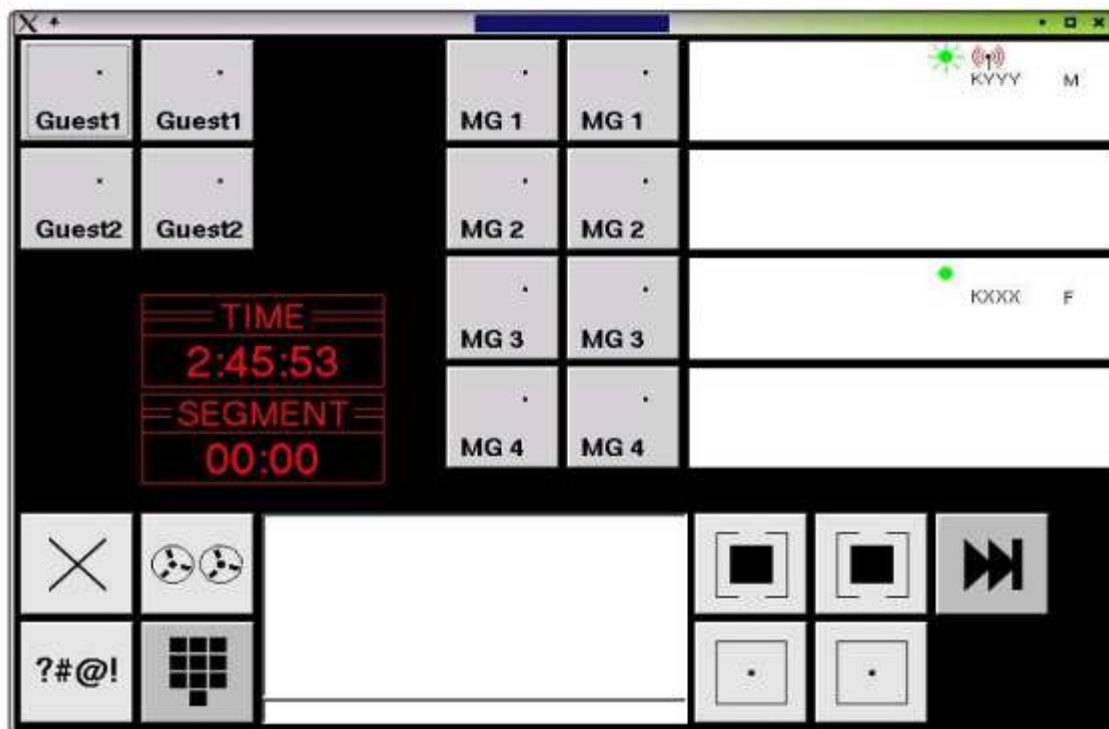 Guest1 Guest1 MG 1 MG 1 KYYY M
Guest2 Guest2 MG 2 MG 2
MG 3 MG 3 KXXX F
TIME
2:45:53
SEGMENT
00:00
MG 4 MG 4
?#@!